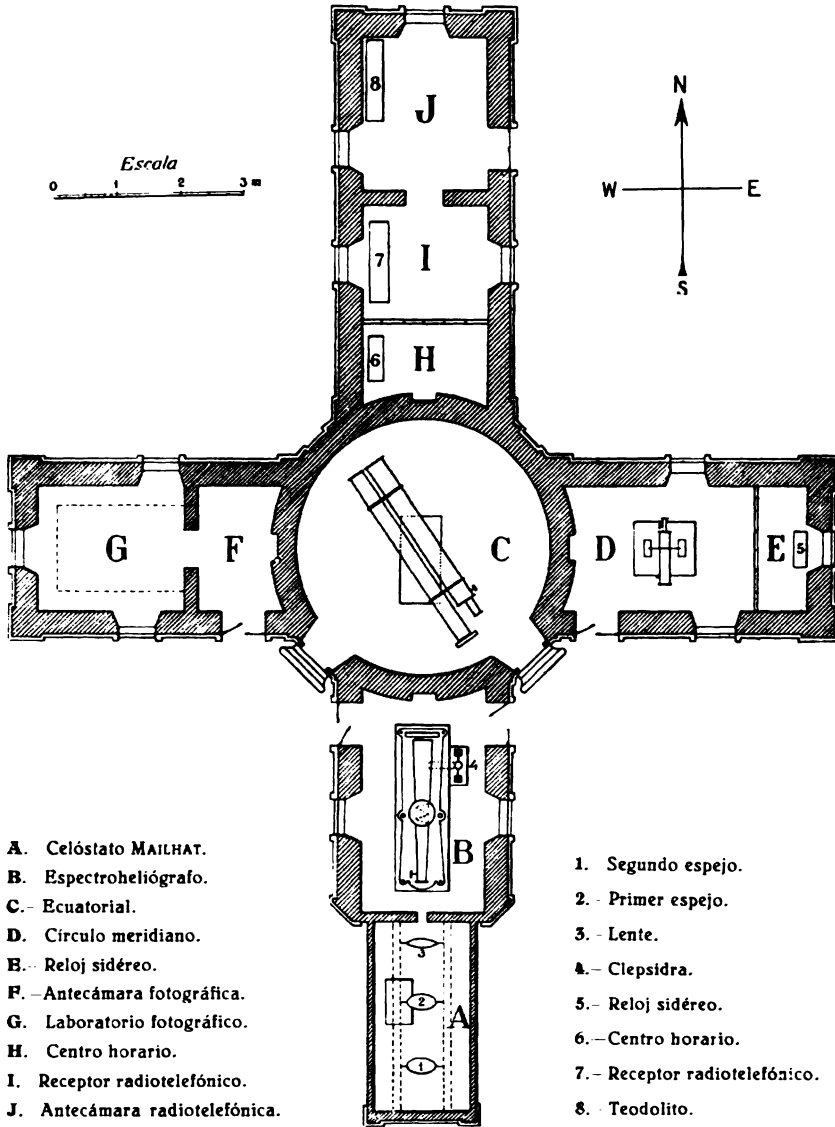 8
J
Escala
0 1 2 3 m
N
W E
S
7
I
6
H
G
F
C
D
E
5
4
B
3
2
A
1
A. Celóstato MAILHAT.
B. Espectroheliógrafo.
C.- Ecuatorial.
D. Círculo meridiano.
E.- Reloj sidéreo.
F. -Antecámara fotográfica.
G. Laboratorio fotográfico.
H. Centro horario.
I. Receptor radiotelefónico.
J. Antecámara radiotelefónica.
1. Segundo espejo.
2. - Primer espejo.
3. - Lente.
4.- Clepsidra.
5.- Reloj sidéreo.
6.-Centro horario.
7.- Receptor radiotelefónico.
8. - Teodolito.